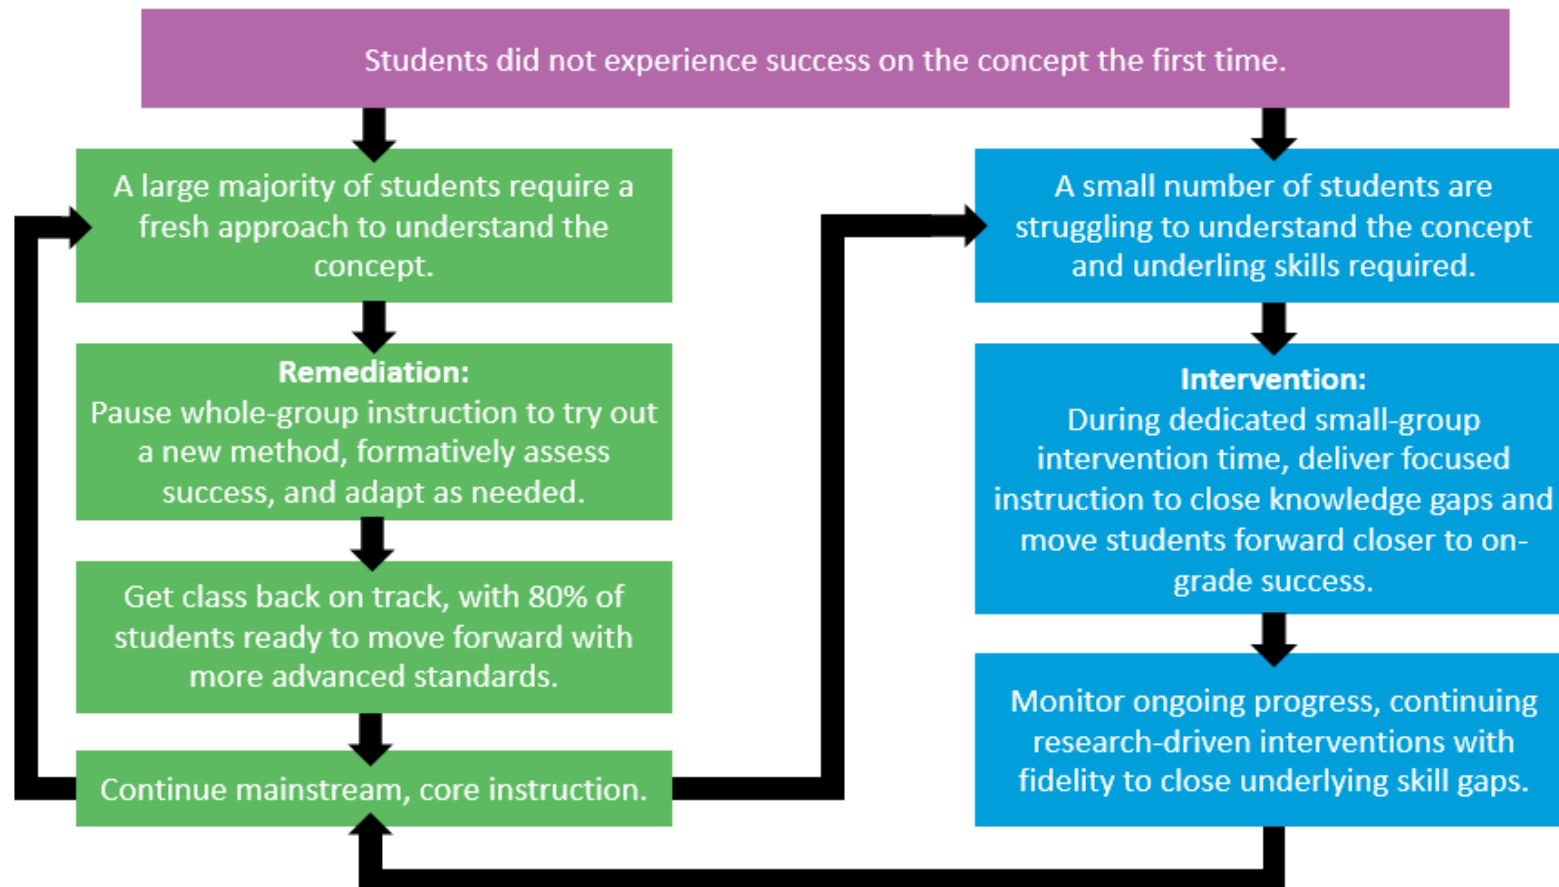 Students did not experience success on the concept the first time.
A large majority of students require a
fresh approach to understand the
concept.
Remediation:
Pause whole-group instruction to try out
a new method, formatively assess
success, and adapt as needed.
Get class back on track, with 80% of
students ready to move forward with
more advanced standards.
Continue mainstream, core instruction.
A small number of students are
struggling to understand the concept
and underling skills required.
Intervention:
During dedicated small-group
intervention time, deliver focused
instruction to close knowledge gaps and
move students forward closer to on-
grade success.
Monitor ongoing progress, continuing
research-driven interventions with
fidelity to close underlying skill gaps.